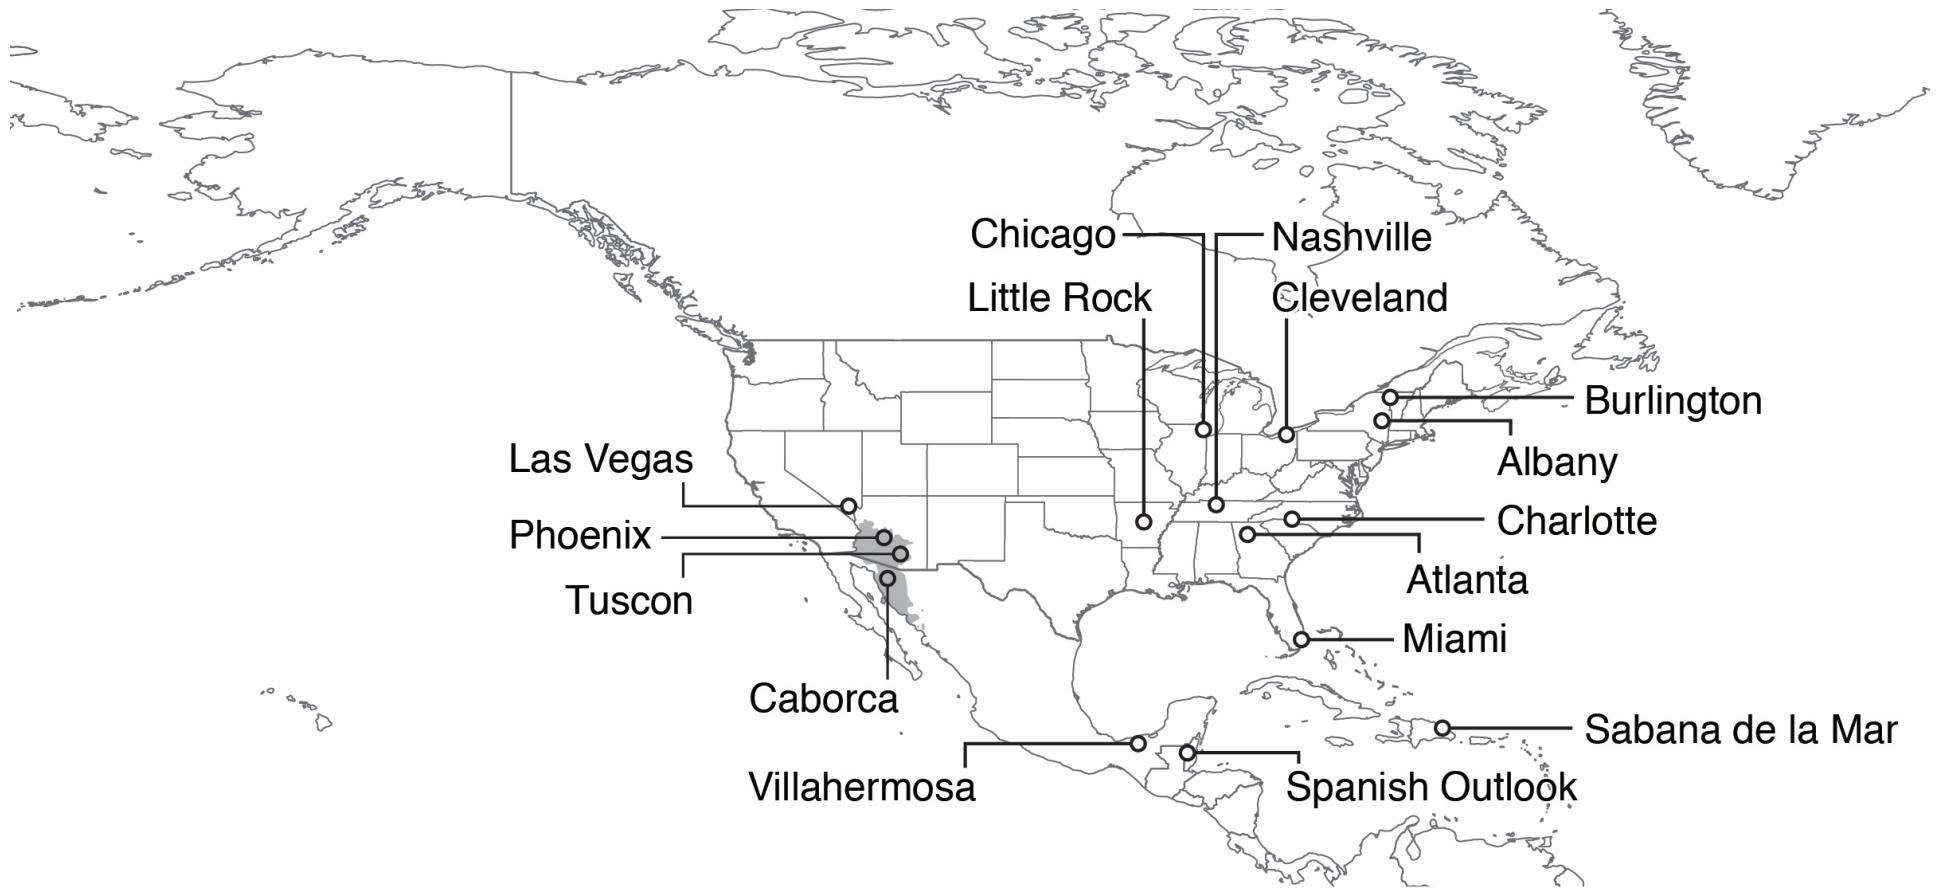 Chicago
Nashville
Little Rock
Cleveland
Burlington
Las Vegas
Albany
Phoenix
Charlotte
Tuscon
Atlanta
Miami
Caborca
Sabana de la Mar
Villahermosa
Spanish Outlook